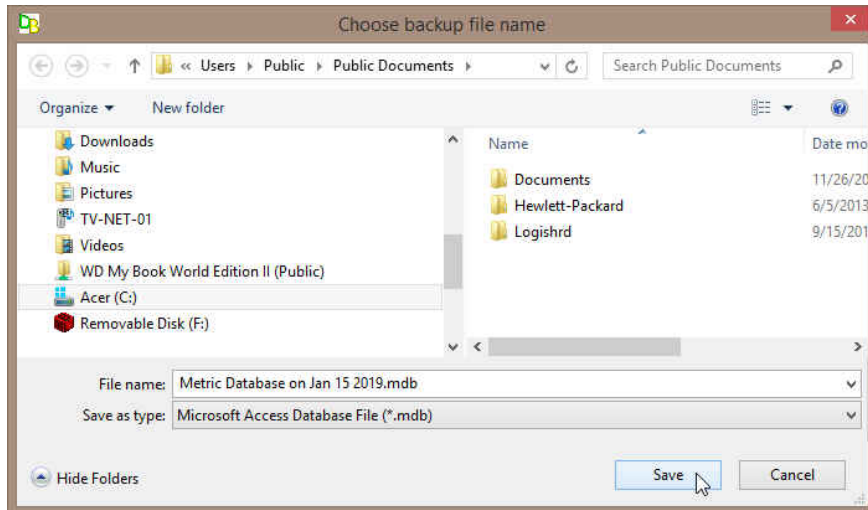 Choose backup file name
« Users Public Public Documents
Search Public Documents
Organize
New folder
Downloads
Music
Pictures
TV-NET-01
Videos
WD My Book World Edition II (Public)
Acer (C:)
Removable Disk (F:)
Name Date mo
Documents 11/26/20
Hewlett-Packard 6/5/2013
Logishrd 9/15/201
File name: Metric Database on Jan 15 2019.mdb
Save as type: Microsoft Access Database File (*.mdb)
Hide Folders
Save
Cancel